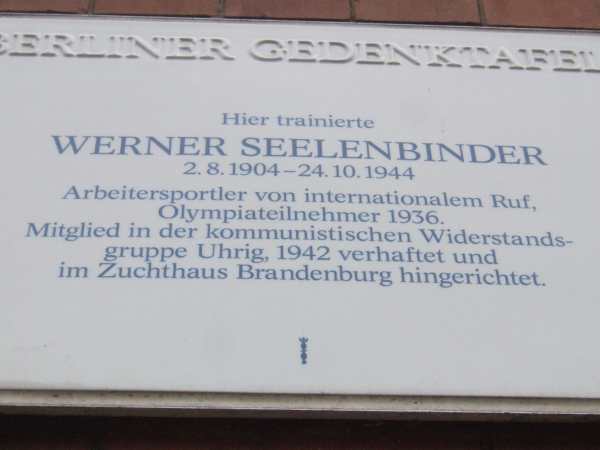 BERLINER GEDENKTAFEL
Hier trainierte
WERNER SEELENBINDER
2.8.1904–24.10.1944
Arbeitersportler von internationalem Ruf,
Olympiateilnehmer 1936.
Mitglied in der kommunistischen Widerstands-
gruppe Uhrig, 1942 verhaftet und
im Zuchthaus Brandenburg hingerichtet.